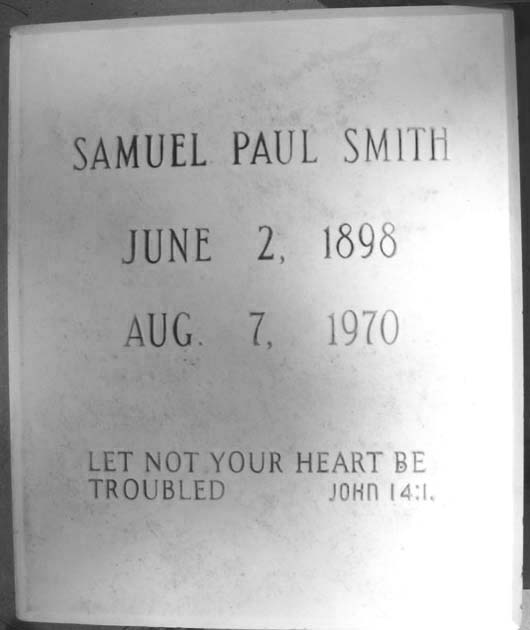 SAMUEL PAUL SMITH
JUNE 2, 1898
AUG. 7, 1970
LET NOT YOUR HEART BE
TROUBLED JOHN 14:1.